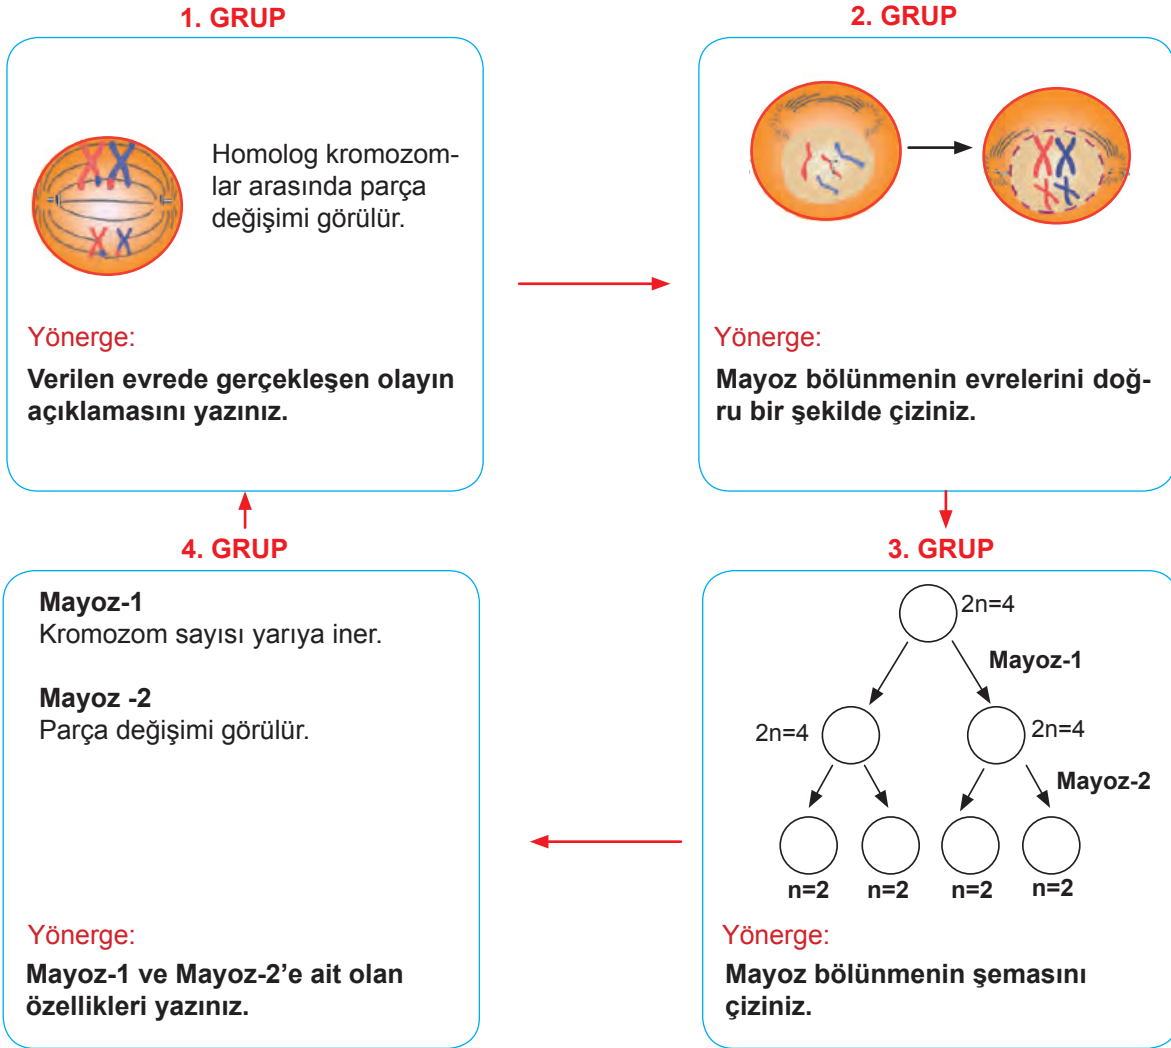 1. GRUP
Homolog kromozom-
lar arasında parça
değişimi görülür.
Yönerge:
Verilen evrede gerçekleşen olayın
açıklamasını yazınız.
2. GRUP
Yönerge:
Mayoz bölünmenin evrelerini doğ-
ru bir şekilde çiziniz.
3. GRUP
2n=4
Mayoz-1
2n=4
2n=4
Mayoz-2
n=2
n=2
n=2
n=2
Yönerge:
Mayoz bölünmenin şemasını
çiziniz.
4. GRUP
Mayoz-1
Kromozom sayısı yarıya iner.
Mayoz -2
Parça değişimi görülür.
Yönerge:
Mayoz-1 ve Mayoz-2’e ait olan
özellikleri yazınız.